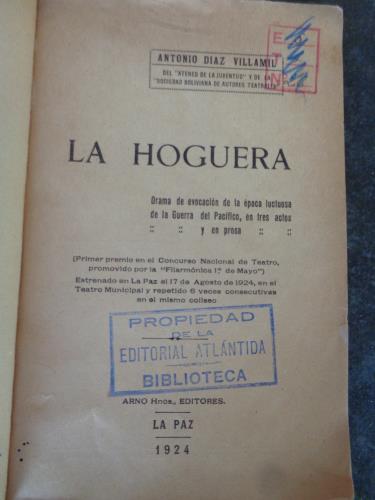 ANTONIO DIAZ VILLAMIL
DEL "ATENEO DE LA JUVENTUD" Y DE LA
"SOCIEDAD BOLIVIANA DE AUTORES TEATRALES"
E
T
N
LA HOGUERA
Drama de evocación de la época luctuosa
de la Guerra del Pacífico, en tres actos
:: :: y en prosa :: ::
(Primer premio en el Concurso Nacional de Teatro,
promovido por la "Filarmónica 1º de Mayo")
Estrenado en La Paz el 17 de Agosto de 1924, en el
Teatro Municipal y repetido 6 veces consecutivas
en el mismo coliseo
PROPIEDAD
DE LA
EDITORIAL ATLÁNTIDA
BIBLIOTECA
ARNO Hnos., EDITORES.
LA PAZ
1924